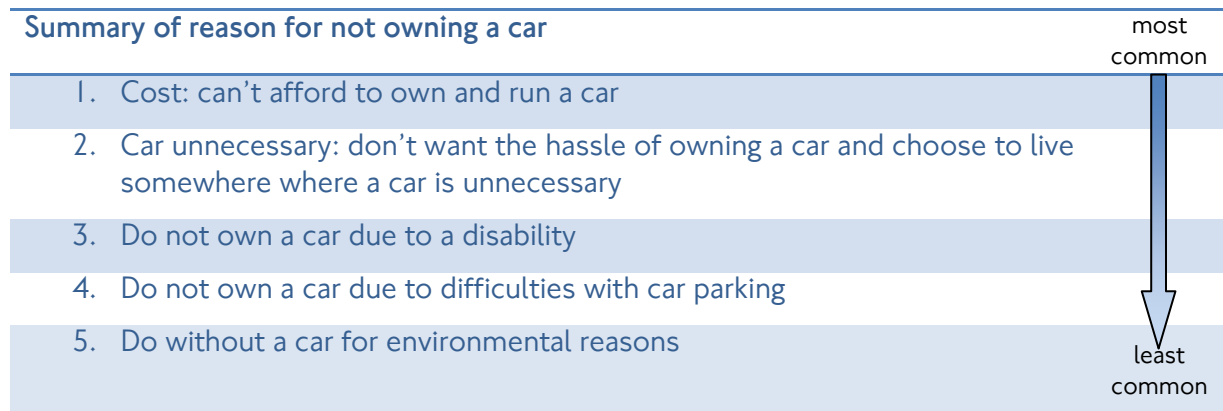 Summary of reason for not owning a car
most
common
1. Cost: can’t afford to own and run a car
2. Car unnecessary: don’t want the hassle of owning a car and choose to live
somewhere where a car is unnecessary
3. Do not own a car due to a disability
4. Do not own a car due to difficulties with car parking
5. Do without a car for environmental reasons
least
common